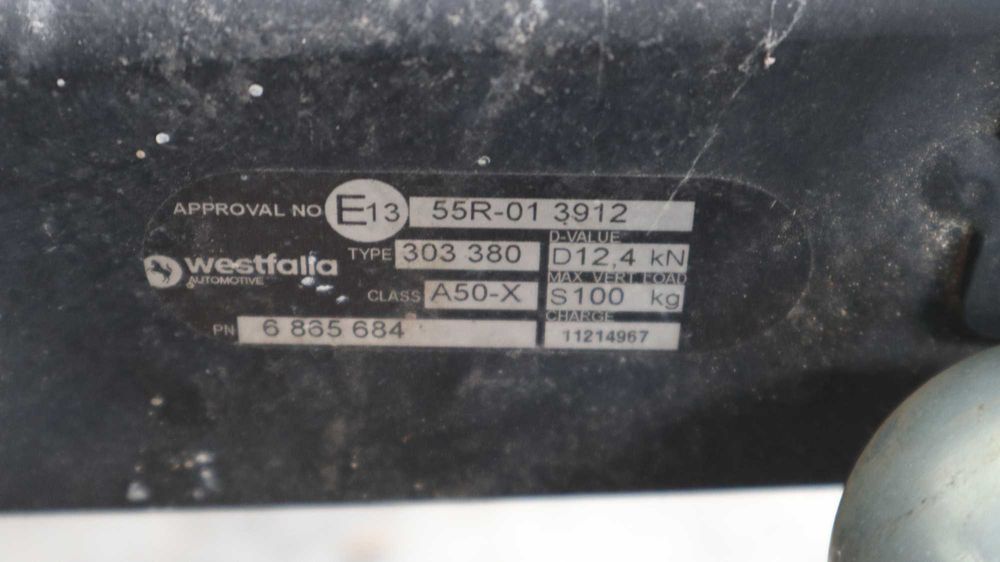 APPROVAL NO E13 55R-01 3912
westfalia
AUTOMOTIVE
TYPE 303 380
D-VALUE
D12,4 kN
CLASS A50-X
MAX VERT LOAD
S100 kg
PN 6 865 684
CHARGE
11214967